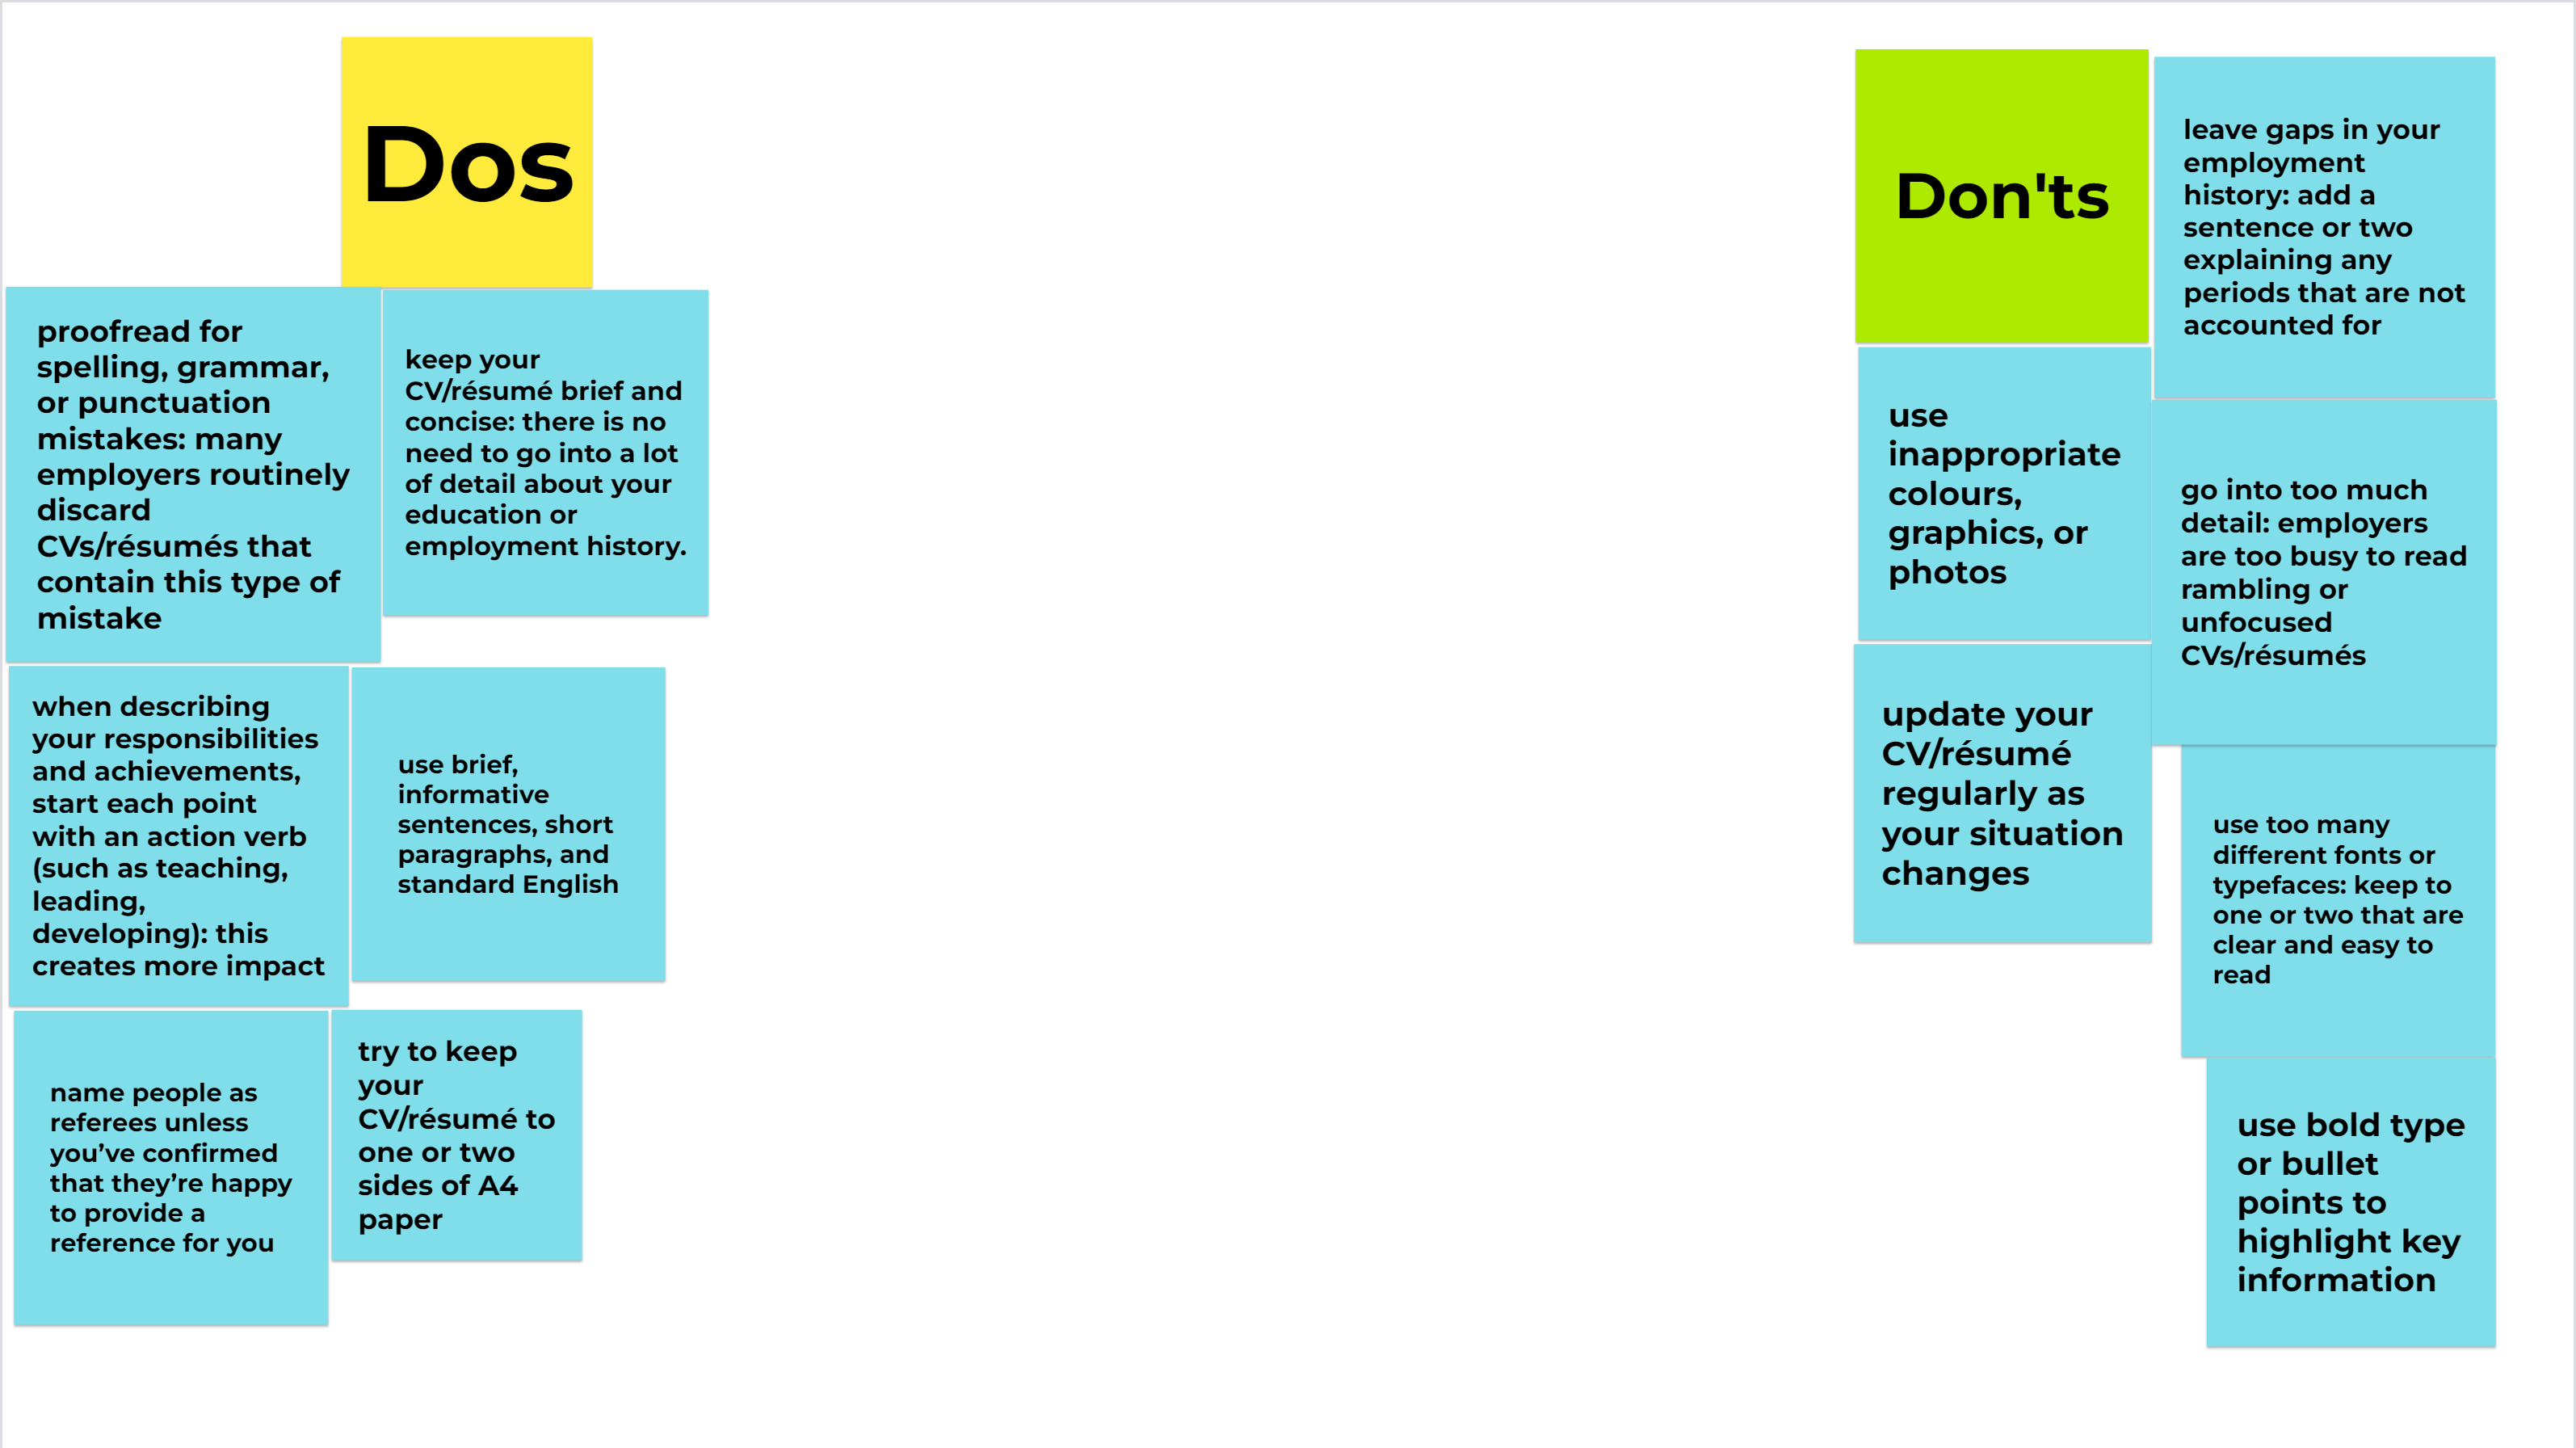 Dos
proofread for
spelling, grammar,
or punctuation
mistakes: many
employers routinely
discard
CVs/résumés that
contain this type of
mistake
keep your
CV/résumé brief and
concise: there is no
need to go into a lot
of detail about your
education or
employment history.
when describing
your responsibilities
and achievements,
start each point
with an action verb
(such as teaching,
leading,
developing): this
creates more impact
use brief,
informative
sentences, short
paragraphs, and
standard English
name people as
referees unless
you’ve confirmed
that they’re happy
to provide a
reference for you
try to keep
your
CV/résumé to
one or two
sides of A4
paper
Don'ts
leave gaps in your
employment
history: add a
sentence or two
explaining any
periods that are not
accounted for
use
inappropriate
colours,
graphics, or
photos
go into too much
detail: employers
are too busy to read
rambling or
unfocused
CVs/résumés
update your
CV/résumé
regularly as
your situation
changes
use too many
different fonts or
typefaces: keep to
one or two that are
clear and easy to
read
use bold type
or bullet
points to
highlight key
information